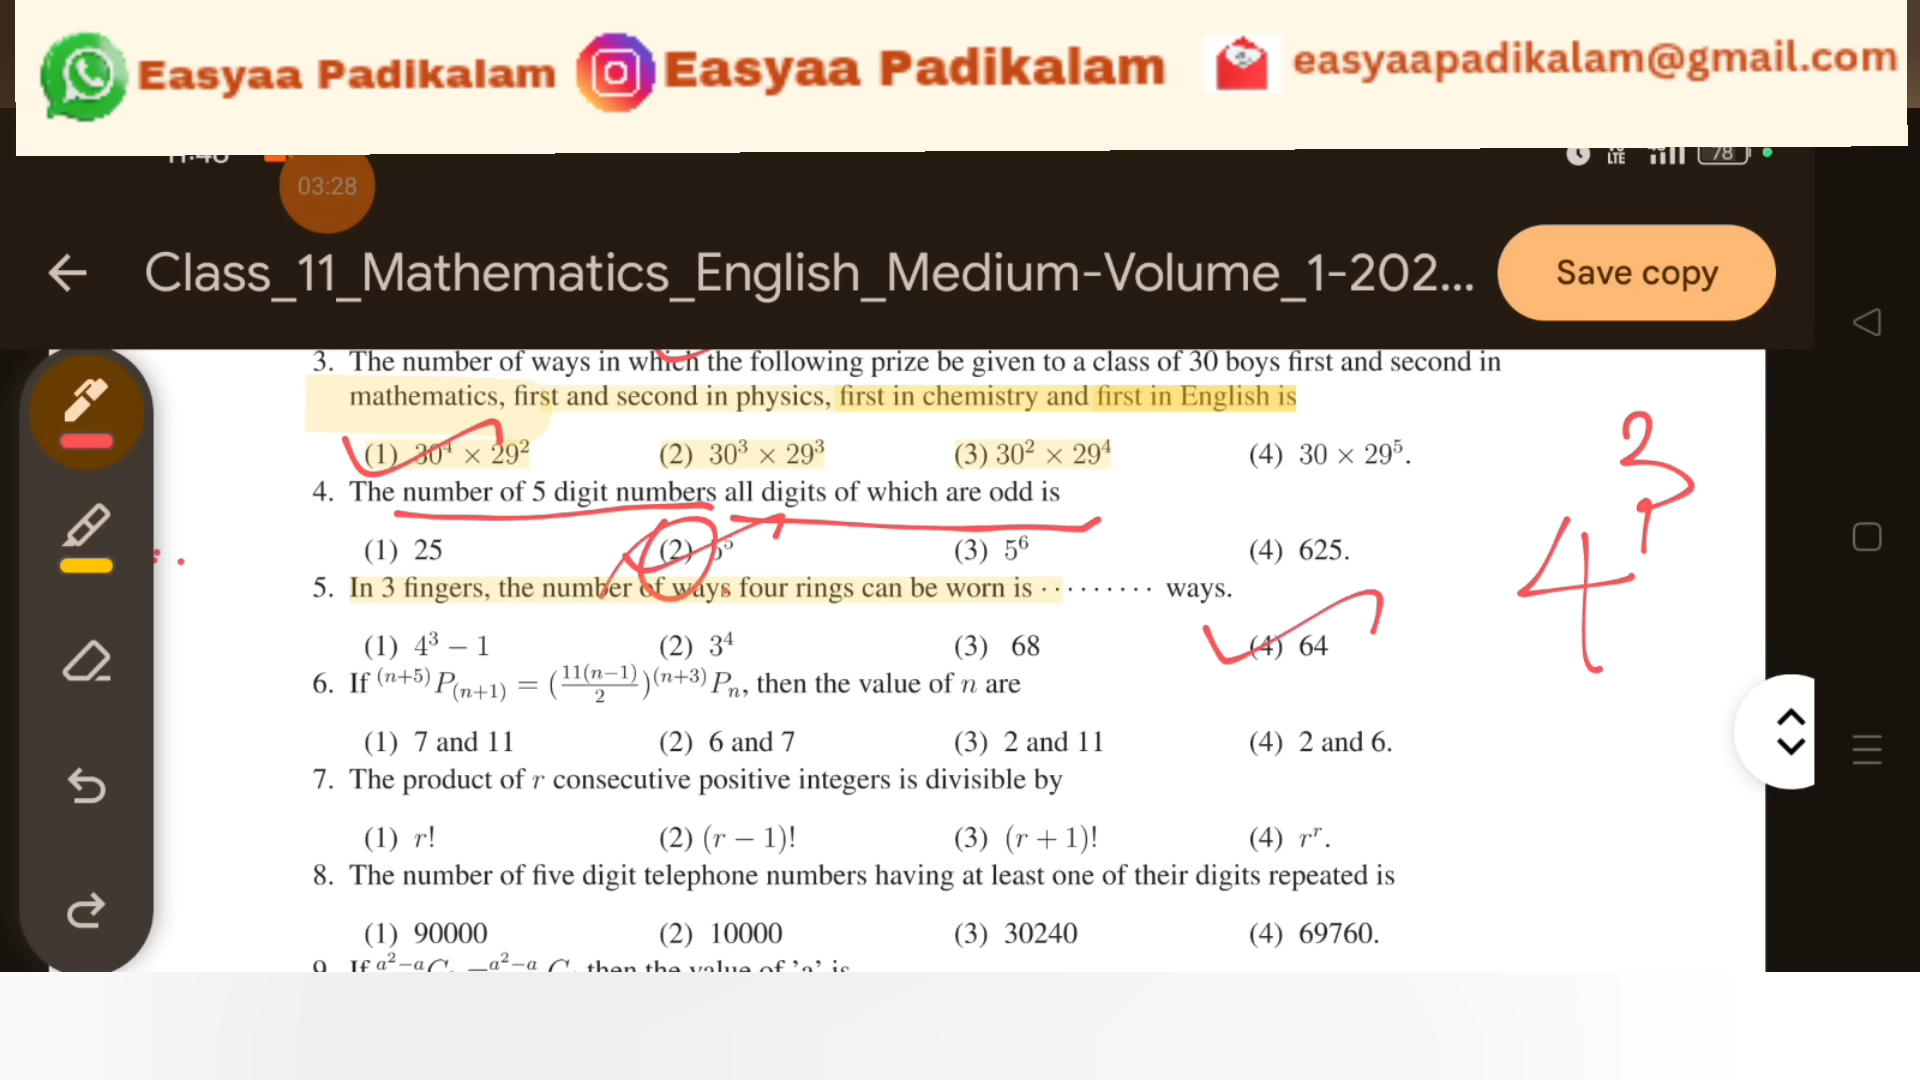 Easyaa Padikalam Easyaa Padikalam easyaapadikalam@gmail.com
LTE 78
03:28
Class_11_Mathematics_English_Medium-Volume_1-202... Save copy
3. The number of ways in which the following prize be given to a class of 30 boys first and second in
mathematics, first and second in physics, first in chemistry and first in English is
(1) 30⁴ × 29² (2) 30³ × 29³ (3) 30² × 29⁴ (4) 30 × 29⁵.
4. The number of 5 digit numbers all digits of which are odd is
(1) 25 (2) 5⁵ (3) 5⁶ (4) 625.
5. In 3 fingers, the number of ways four rings can be worn is ········· ways.
(1) 4³ − 1 (2) 3⁴ (3) 68 (4) 64
4³
6. If ⁽ⁿ⁺⁵⁾P₍ₙ₊₁₎ = (11(n−1)/2)⁽ⁿ⁺³⁾Pₙ, then the value of n are
(1) 7 and 11 (2) 6 and 7 (3) 2 and 11 (4) 2 and 6.
7. The product of r consecutive positive integers is divisible by
(1) r! (2) (r − 1)! (3) (r + 1)! (4) rʳ.
8. The number of five digit telephone numbers having at least one of their digits repeated is
(1) 90000 (2) 10000 (3) 30240 (4) 69760.